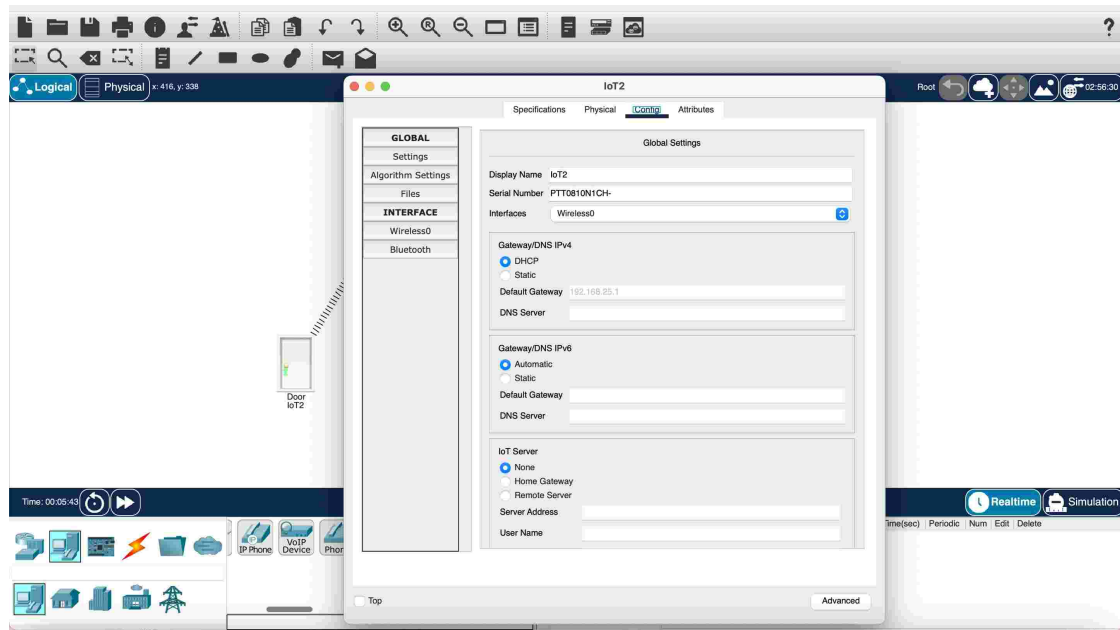 ?
Logical
Physical
x: 416, y: 338
Root
02:56:30
IoT2
Specifications
Physical
Config
Attributes
GLOBAL
Settings
Algorithm Settings
Files
INTERFACE
Wireless0
Bluetooth
Global Settings
Display Name IoT2
Serial Number PTT0810N1CH-
Interfaces Wireless0
Gateway/DNS IPv4
DHCP
Static
Default Gateway 192.168.25.1
DNS Server
Gateway/DNS IPv6
Automatic
Static
Default Gateway
DNS Server
IoT Server
None
Home Gateway
Remote Server
Server Address
User Name
Top
Advanced
Door
IoT2
Time: 00:05:43
Realtime
Simulation
IP Phone
VoIP
Device
Phor
Time(sec) Periodic Num Edit Delete